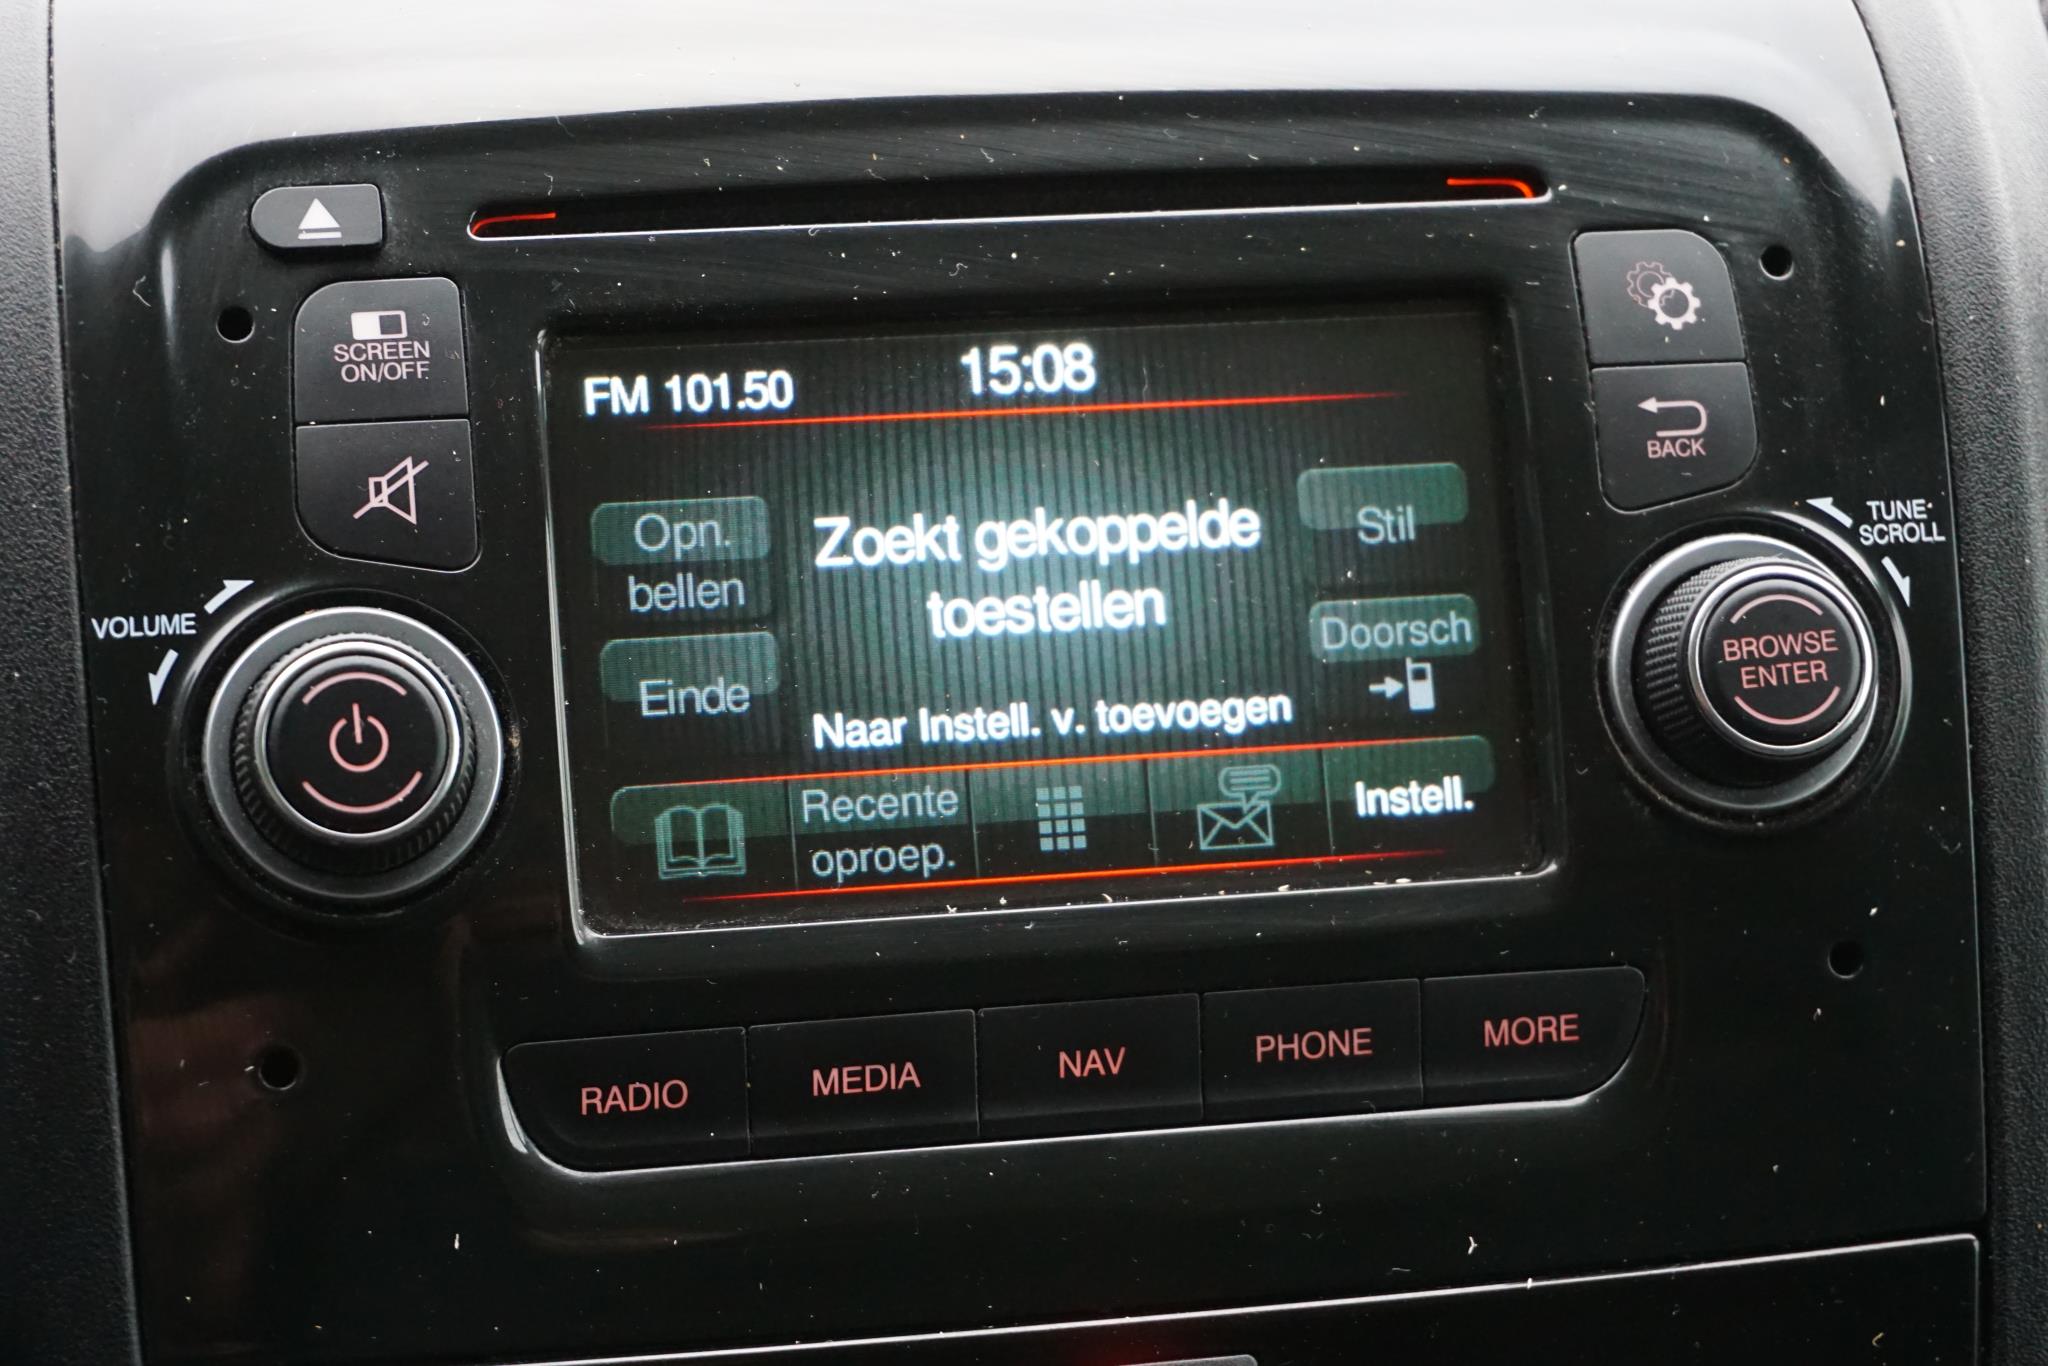 SCREEN
ON/OFF
VOLUME
FM 101.50
15:08
Opn.
bellen
Einde
Zoekt gekoppelde
toestellen
Naar Instell. v. toevoegen
Stil
Doorsch
Recente
oproep.
Instell.
BACK
TUNE-
SCROLL
BROWSE
ENTER
RADIO
MEDIA
NAV
PHONE
MORE